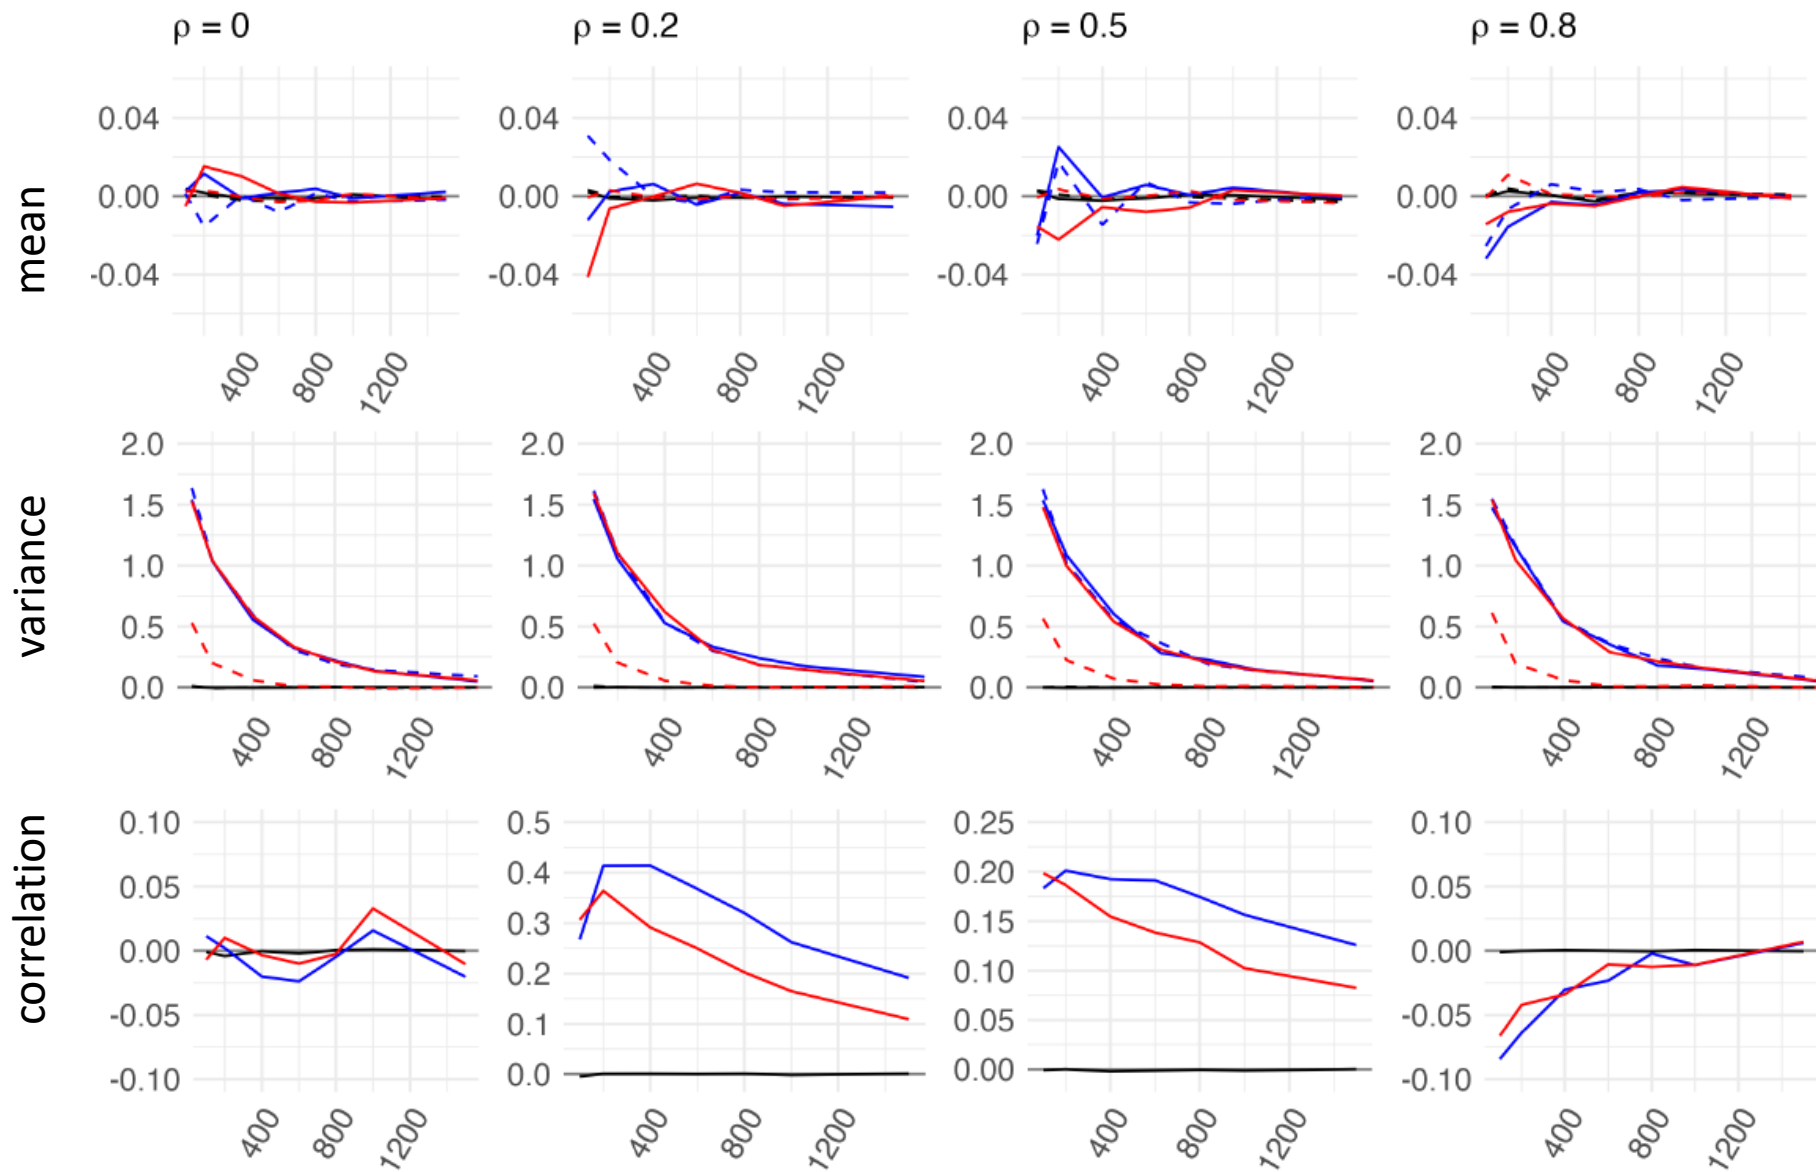 ρ = 0 ρ = 0.2 ρ = 0.5 ρ = 0.8
mean
0.04 0.04 0.04 0.04
0.00 0.00 0.00 0.00
-0.04 -0.04 -0.04 -0.04
400 800 1200 400 800 1200 400 800 1200 400 800 1200
variance
2.0 2.0 2.0 2.0
1.5 1.5 1.5 1.5
1.0 1.0 1.0 1.0
0.5 0.5 0.5 0.5
0.0 0.0 0.0 0.0
400 800 1200 400 800 1200 400 800 1200 400 800 1200
correlation
0.10 0.5 0.25 0.10
0.05 0.4 0.20 0.05
0.00 0.3 0.15 0.00
-0.05 0.2 0.10 -0.05
-0.10 0.1 0.05 -0.10
0.0 0.00
400 800 1200 400 800 1200 400 800 1200 400 800 1200